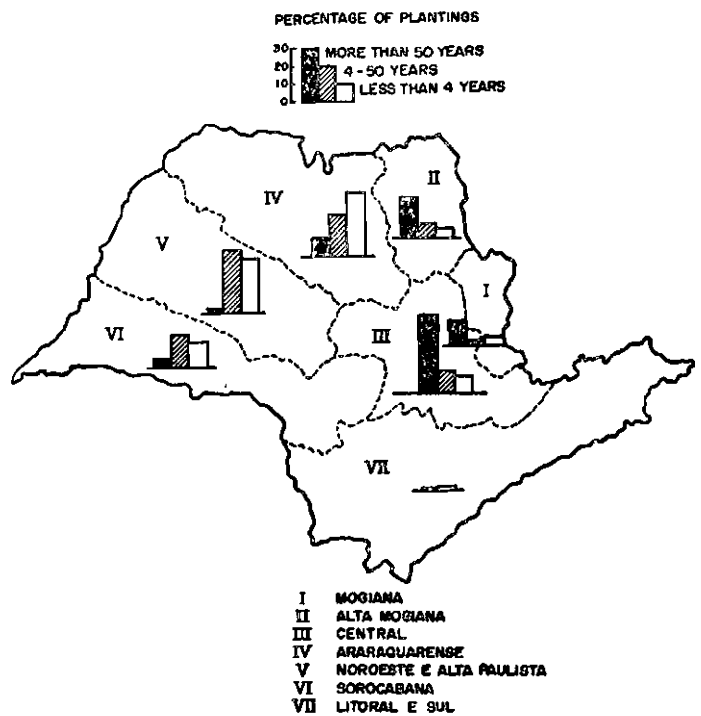 PERCENTAGE OF PLANTINGS
30
20
10
0
MORE THAN 50 YEARS
4-50 YEARS
LESS THAN 4 YEARS
IV
II
V
I
VI
III
VII
I MOGIANA
II ALTA MOGIANA
III CENTRAL
IV ARARAQUARENSE
V NOROESTE E ALTA PAULISTA
VI SOROCABANA
VII LITORAL E SUL